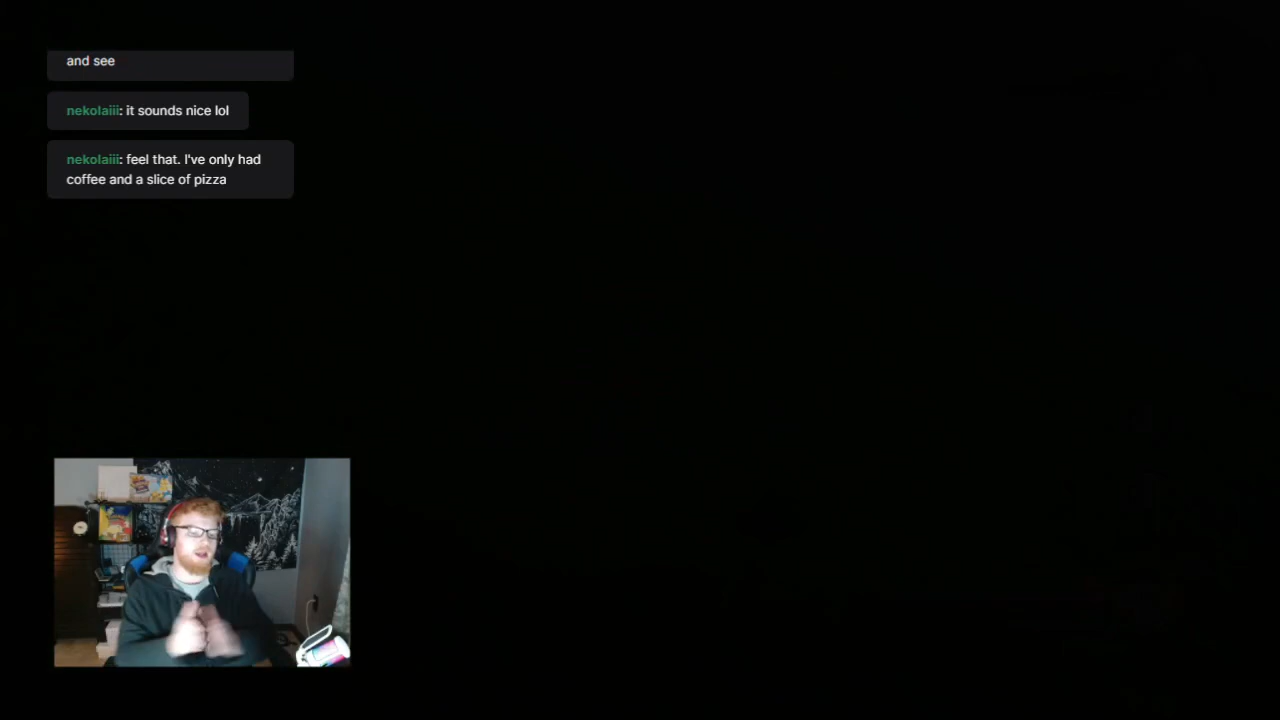 and see
nekolaiii: it sounds nice lol
nekolaiii: feel that. I've only had
coffee and a slice of pizza